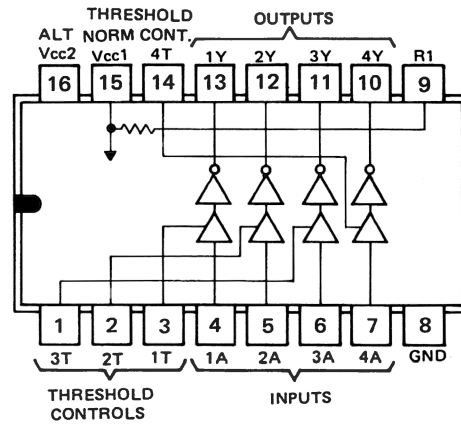 THRESHOLD OUTPUTS
ALT NORM CONT.
Vcc2 Vcc1 4T 1Y 2Y 3Y 4Y R1
16 15 14 13 12 11 10 9
1 2 3 4 5 6 7 8
3T 2T 1T 1A 2A 3A 4A GND
THRESHOLD INPUTS
CONTROLS